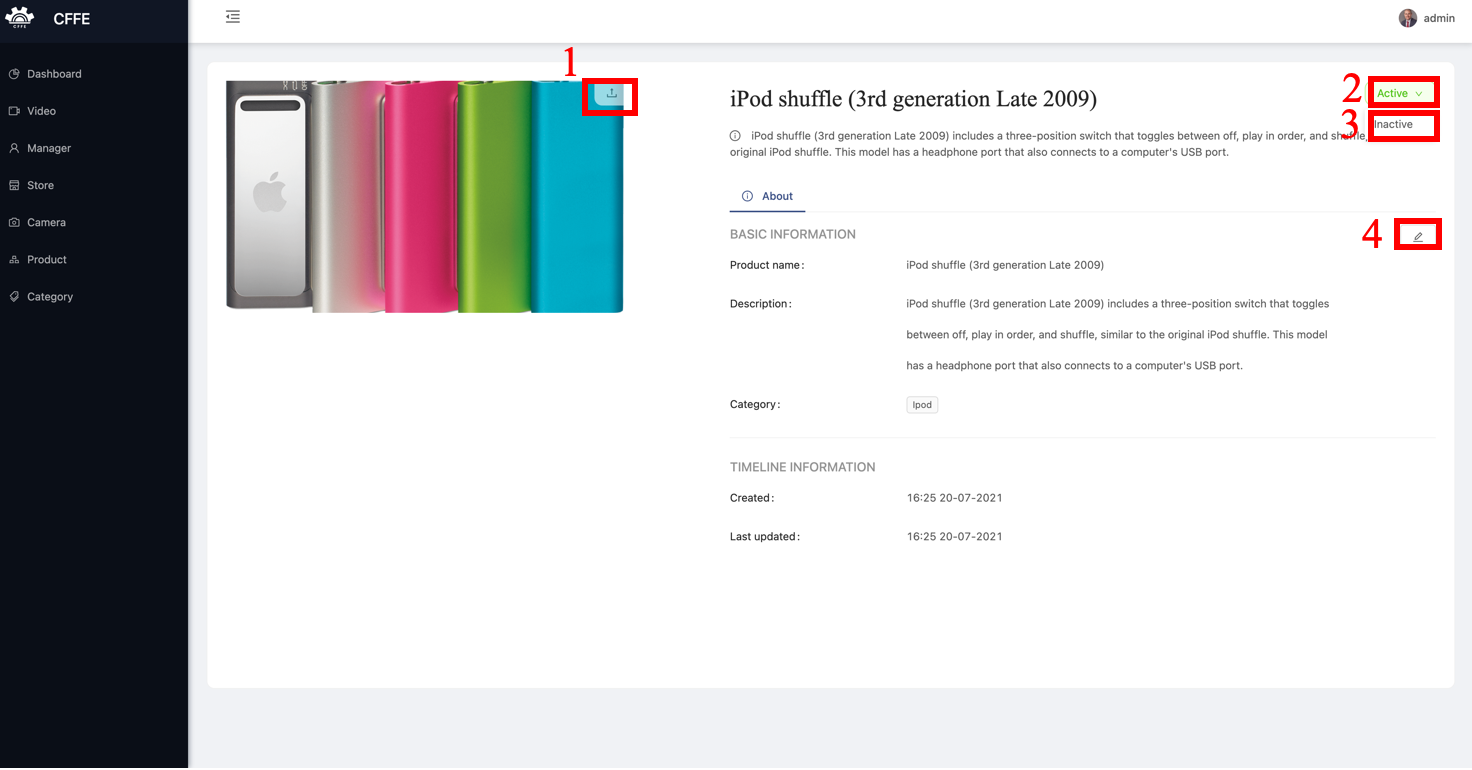 CFFE
CFFE
admin
Dashboard
Video
Manager
Store
Camera
Product
Category
1
2
3
4
iPod shuffle (3rd generation Late 2009)
Active
Inactive
iPod shuffle (3rd generation Late 2009) includes a three-position switch that toggles between off, play in order, and shuffle,
original iPod shuffle. This model has a headphone port that also connects to a computer's USB port.
About
BASIC INFORMATION
Product name:
iPod shuffle (3rd generation Late 2009)
Description:
iPod shuffle (3rd generation Late 2009) includes a three-position switch that toggles
between off, play in order, and shuffle, similar to the original iPod shuffle. This model
has a headphone port that also connects to a computer's USB port.
Category:
Ipod
TIMELINE INFORMATION
Created:
16:25 20-07-2021
Last updated:
16:25 20-07-2021